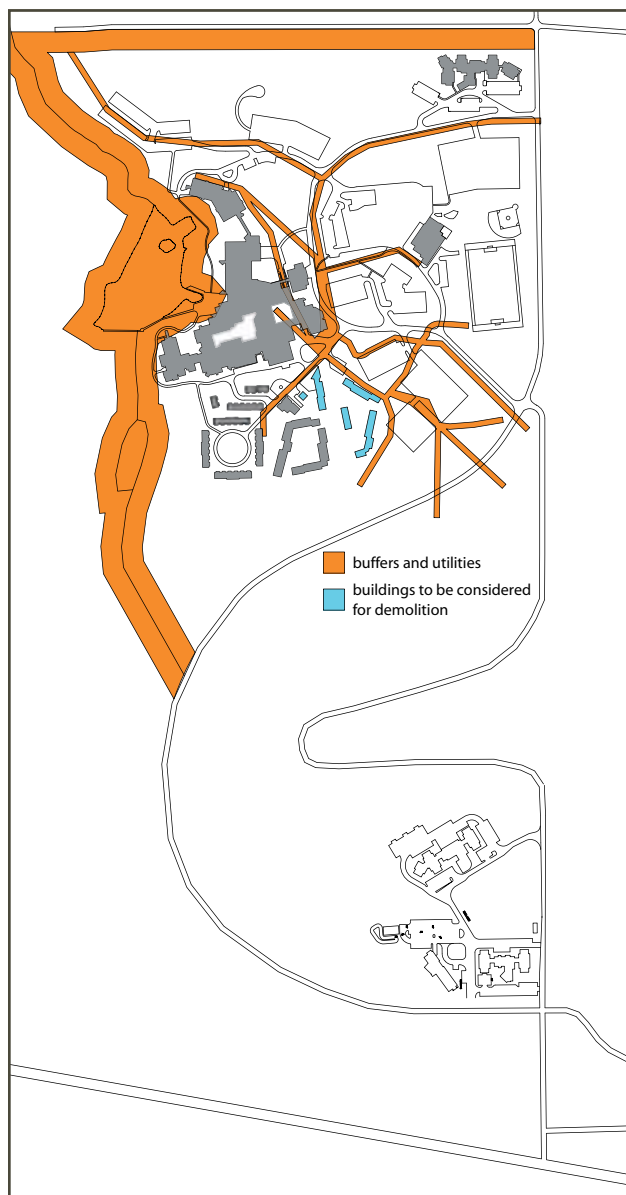 buffers and utilities
buildings to be considered
for demolition